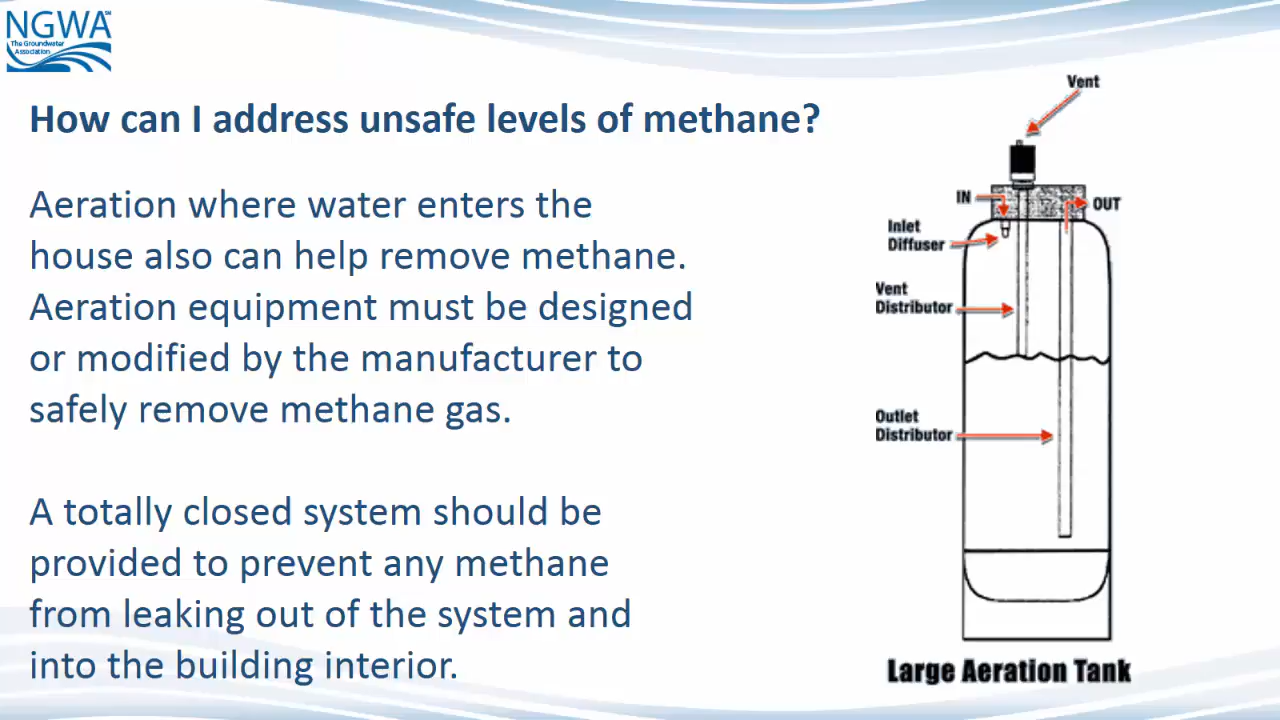 NGWA
The Groundwater
Association
How can I address unsafe levels of methane?
Aeration where water enters the
house also can help remove methane.
Aeration equipment must be designed
or modified by the manufacturer to
safely remove methane gas.
A totally closed system should be
provided to prevent any methane
from leaking out of the system and
into the building interior.
Vent
IN
OUT
Inlet
Diffuser
Vent
Distributor
Outlet
Distributor
Large Aeration Tank